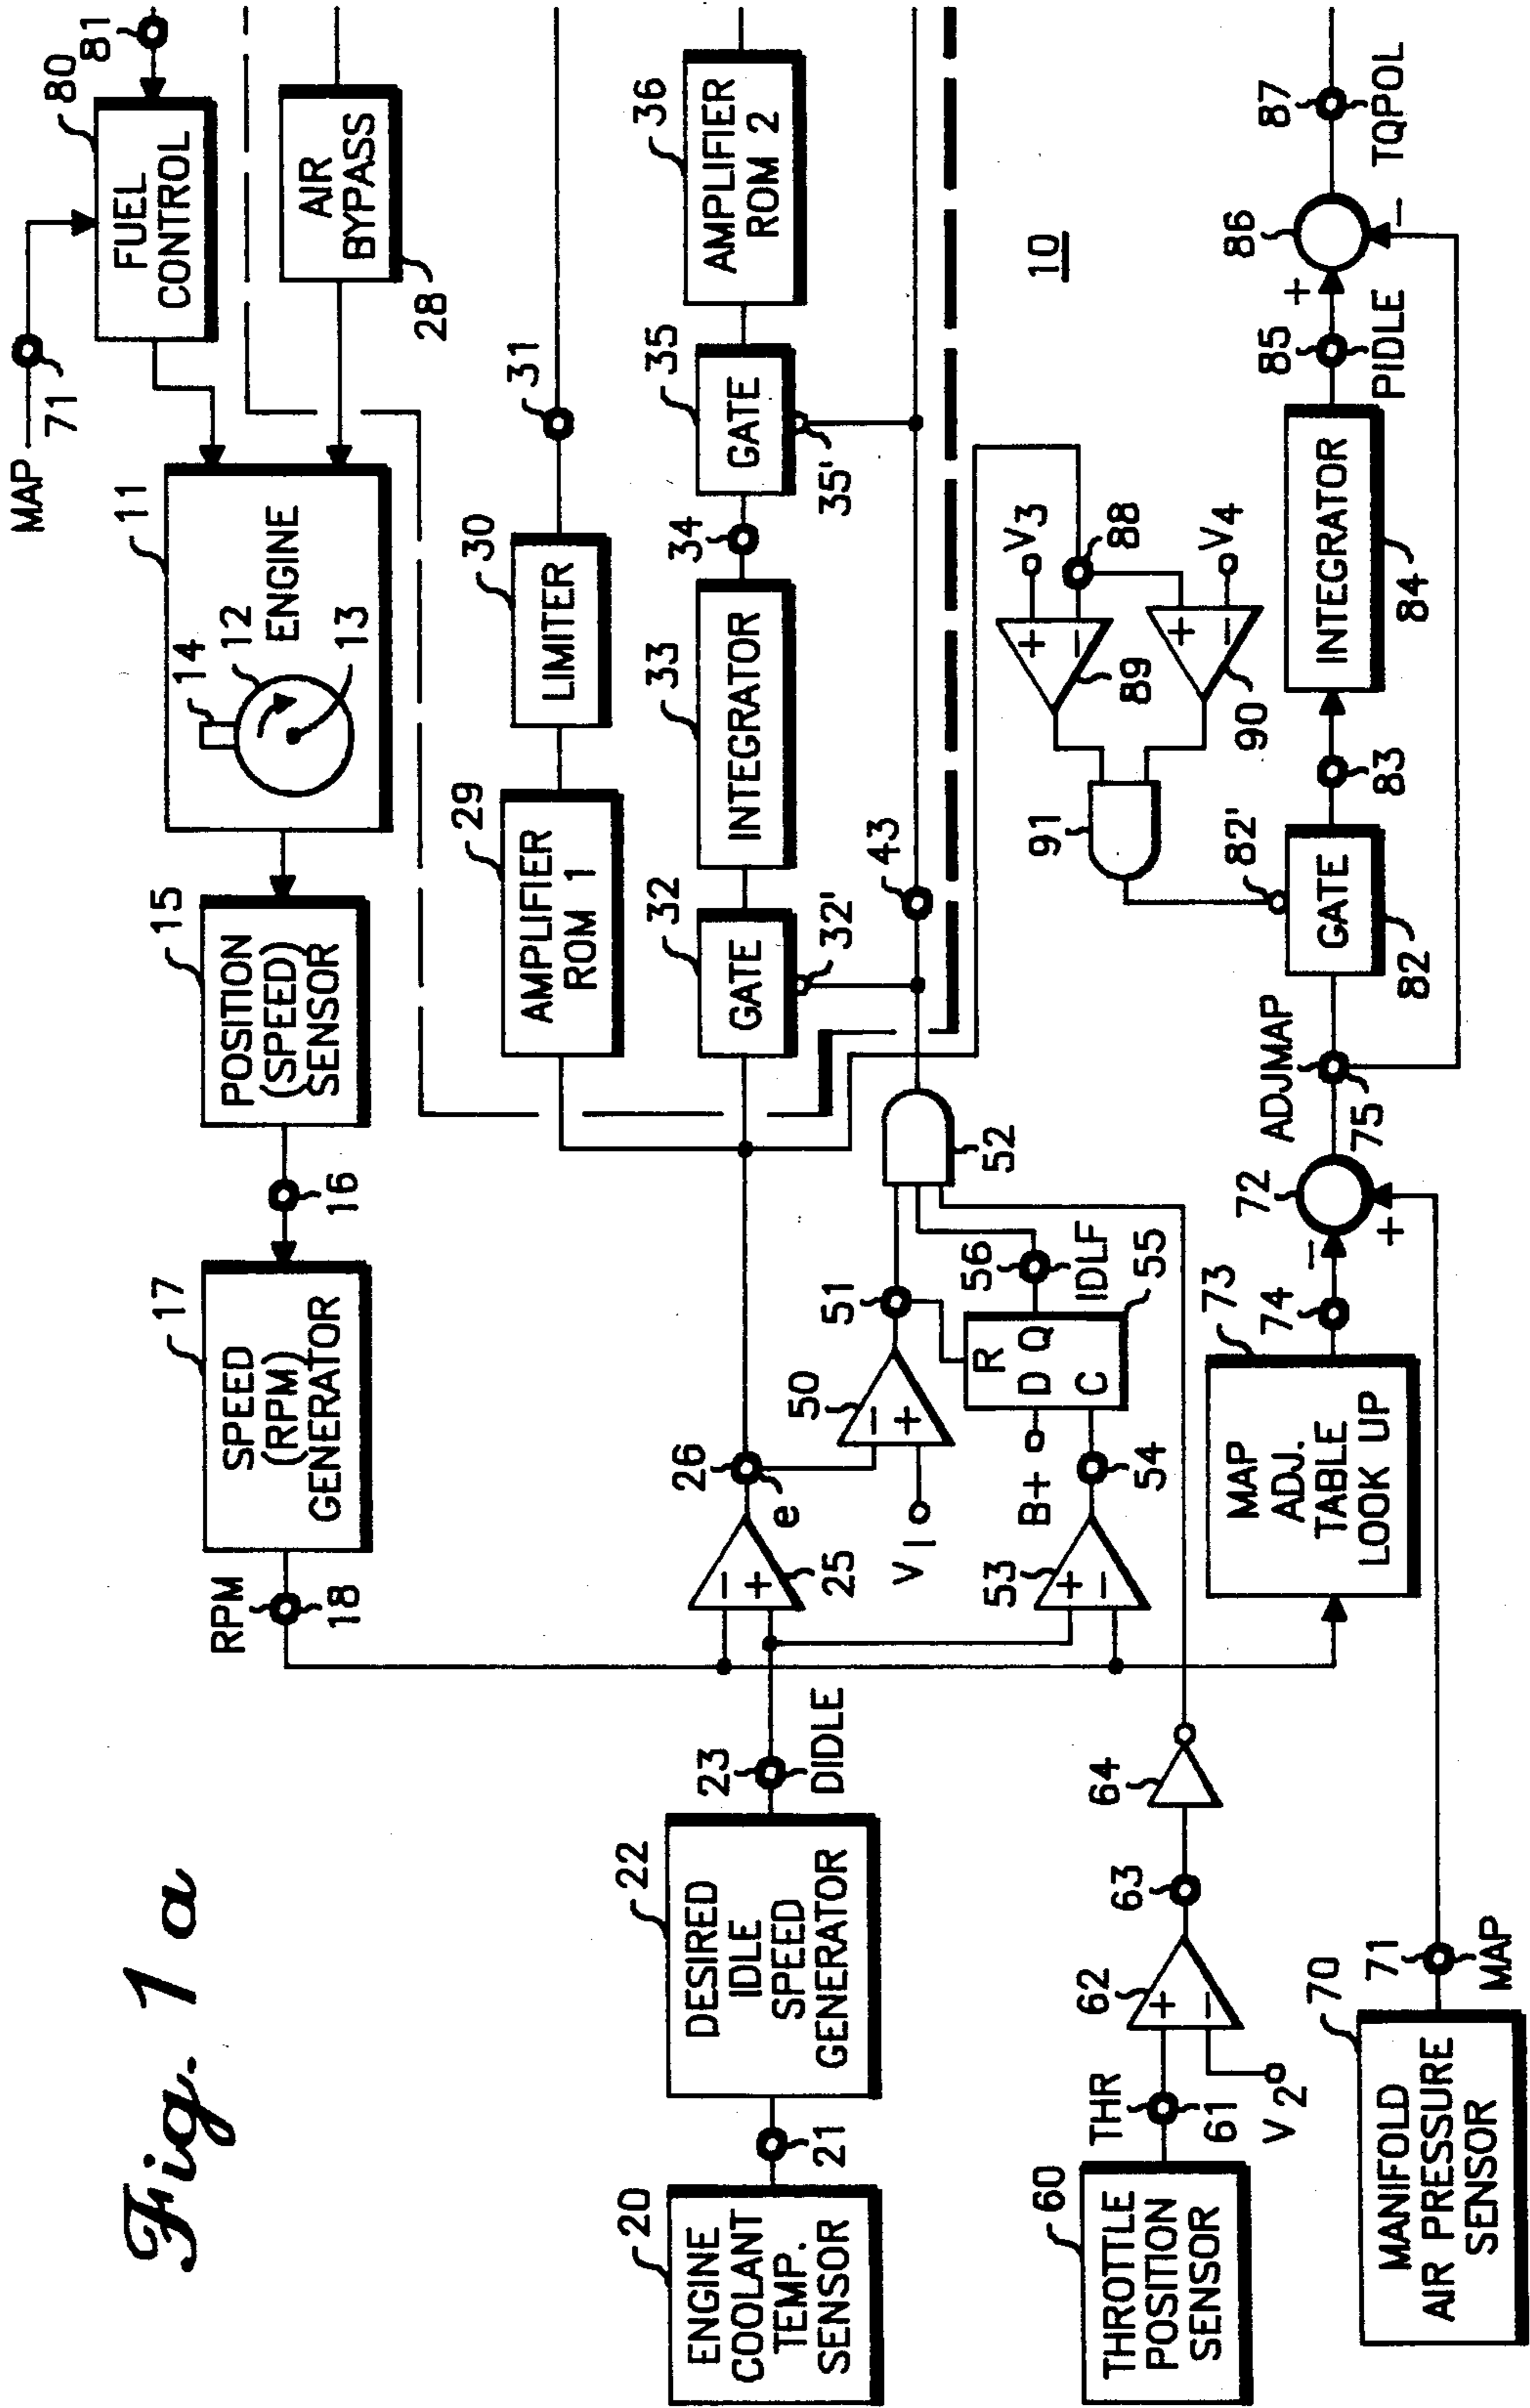 Fig. 1 a
MAP
71
80
81
FUEL
CONTROL
AIR
BYPASS
28
11
14
12
ENGINE
13
15
POSITION
(SPEED)
SENSOR
16
17
SPEED
(RPM)
GENERATOR
RPM
18
29
AMPLIFIER
ROM 1
30
LIMITER
31
20
ENGINE
COOLANT
TEMP.
SENSOR
21
22
DESIRED
IDLE
SPEED
GENERATOR
23
DIDLE
−
+
25
26
e
32
GATE
32'
33
INTEGRATOR
34
35
GATE
35'
36
AMPLIFIER
ROM 2
43
50
−
+
V1
51
52
53
+
−
54
B+
R
D Q
C
55
56
IDLF
60
THROTTLE
POSITION
SENSOR
THR
61
62
+
−
V2
63
64
10
V3
+
−
88
89
+
−
V4
90
91
70
MANIFOLD
AIR PRESSURE
SENSOR
71
MAP
73
MAP
ADJ.
TABLE
LOOK UP
74
−
72
+
ADJMAP
75
82'
GATE
82
83
INTEGRATOR
84
85
PIDLE
+
86
−
87
TQPOL